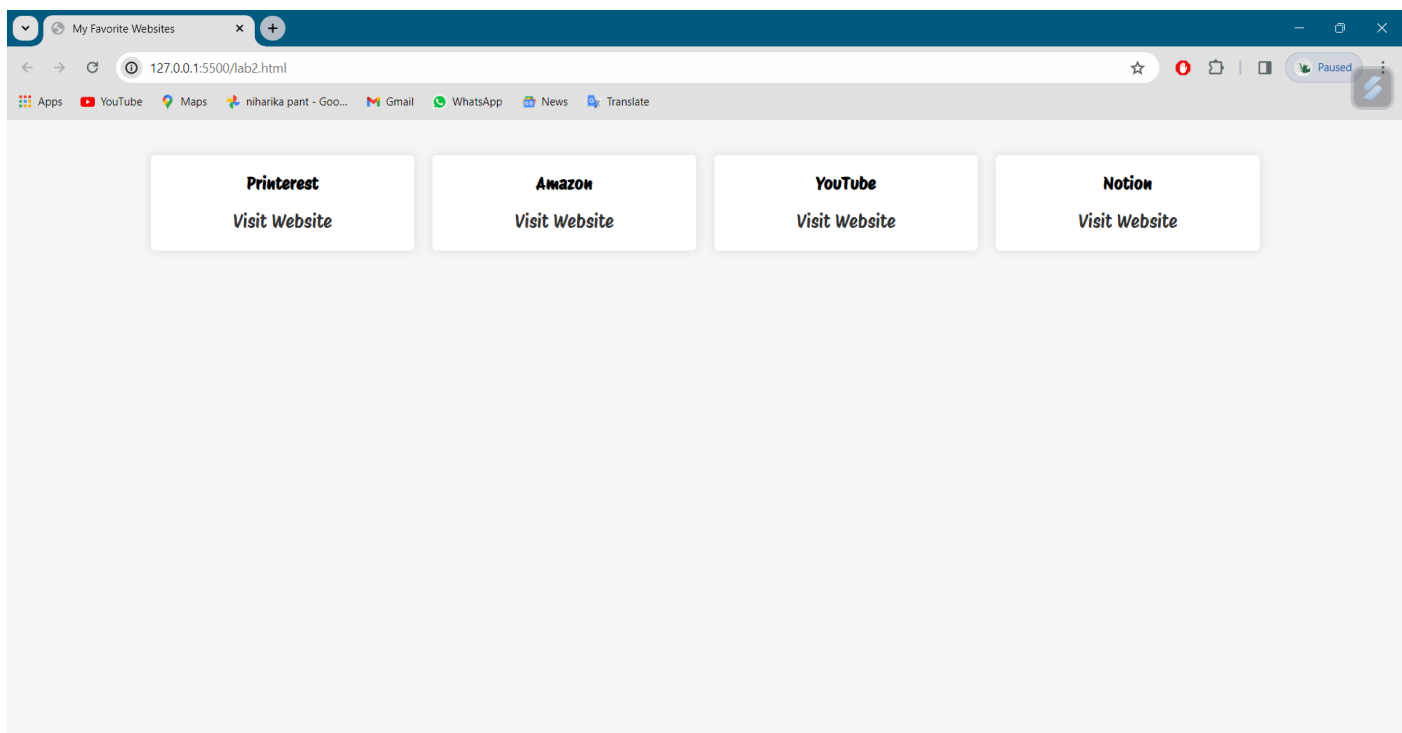 My Favorite Websites
127.0.0.1:5500/lab2.html
Paused
Apps YouTube Maps niharika pant - Goo... Gmail WhatsApp News Translate
Printerest Amazon YouTube Notion
Visit Website Visit Website Visit Website Visit Website